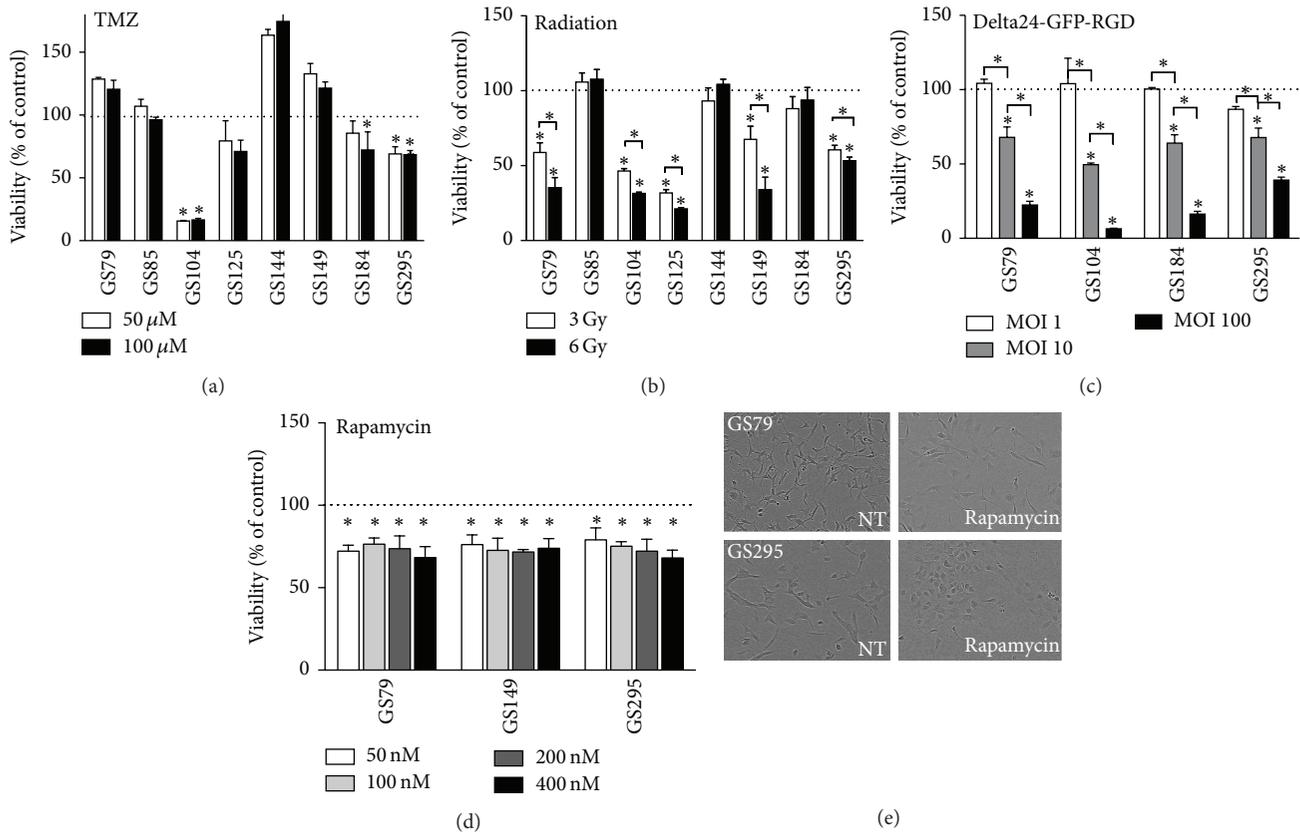 TMZ
Viability (% of control)
150
100
50
0
GS79
GS85
GS104
GS125
GS144
GS149
GS184
GS295
* * * * *
50 μM
100 μM
(a)
Radiation
Viability (% of control)
150
100
50
0
GS79
GS85
GS104
GS125
GS144
GS149
GS184
GS295
* * * * * * * * * * * * * * *
3 Gy
6 Gy
(b)
Delta24-GFP-RGD
Viability (% of control)
150
100
50
0
GS79
GS104
GS184
GS295
* * * * * * * * * * * * * * *
MOI 1
MOI 10
MOI 100
(c)
Rapamycin
Viability (% of control)
150
100
50
0
* * * * * * * * * * * *
GS79
GS149
GS295
50 nM
100 nM
200 nM
400 nM
(d)
GS79
NT
Rapamycin
GS295
NT
Rapamycin
(e)